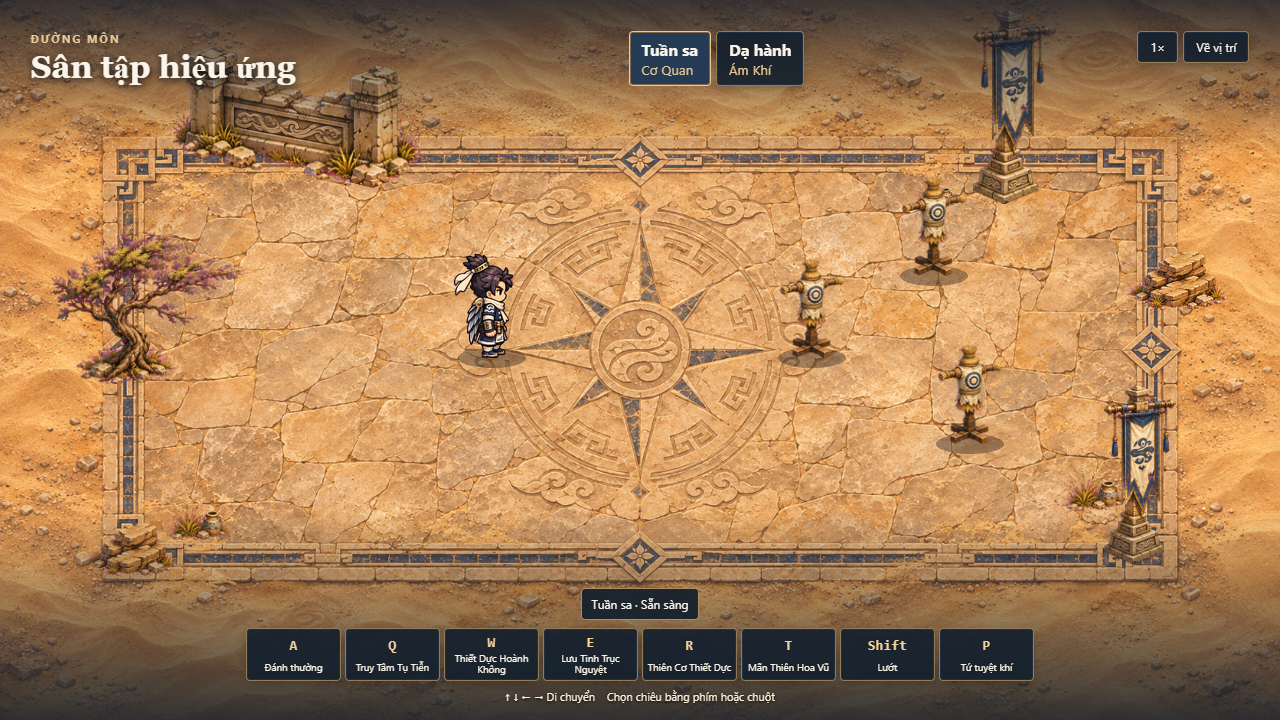 ĐƯỜNG MÔN
Sân tập hiệu ứng
Tuần sa
Cơ Quan
Dạ hành
Ám Khí
1×
Về vị trí
Tuần sa · Sẵn sàng
A
Đánh thường
Q
Truy Tâm Tụ Tiễn
W
Thiết Dực Hoành
Không
E
Lưu Tinh Trục
Nguyệt
R
Thiên Cơ Thiết Dực
T
Mãn Thiên Hoa Vũ
Shift
Lướt
P
Tứ tuyệt khí
↑ ↓ ← → Di chuyển Chọn chiêu bằng phím hoặc chuột